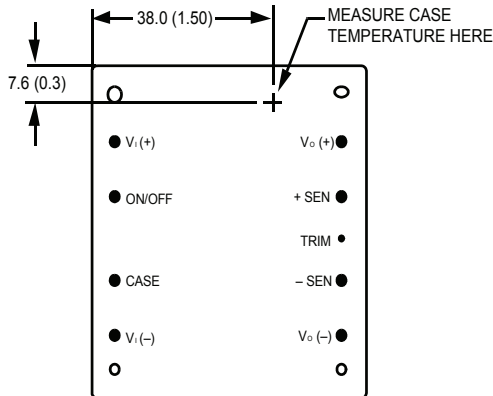 38.0 (1.50)
MEASURE CASE
TEMPERATURE HERE
7.6 (0.3)
VI (+)
VO (+)
ON/OFF
+ SEN
TRIM
CASE
– SEN
VI (–)
VO (–)